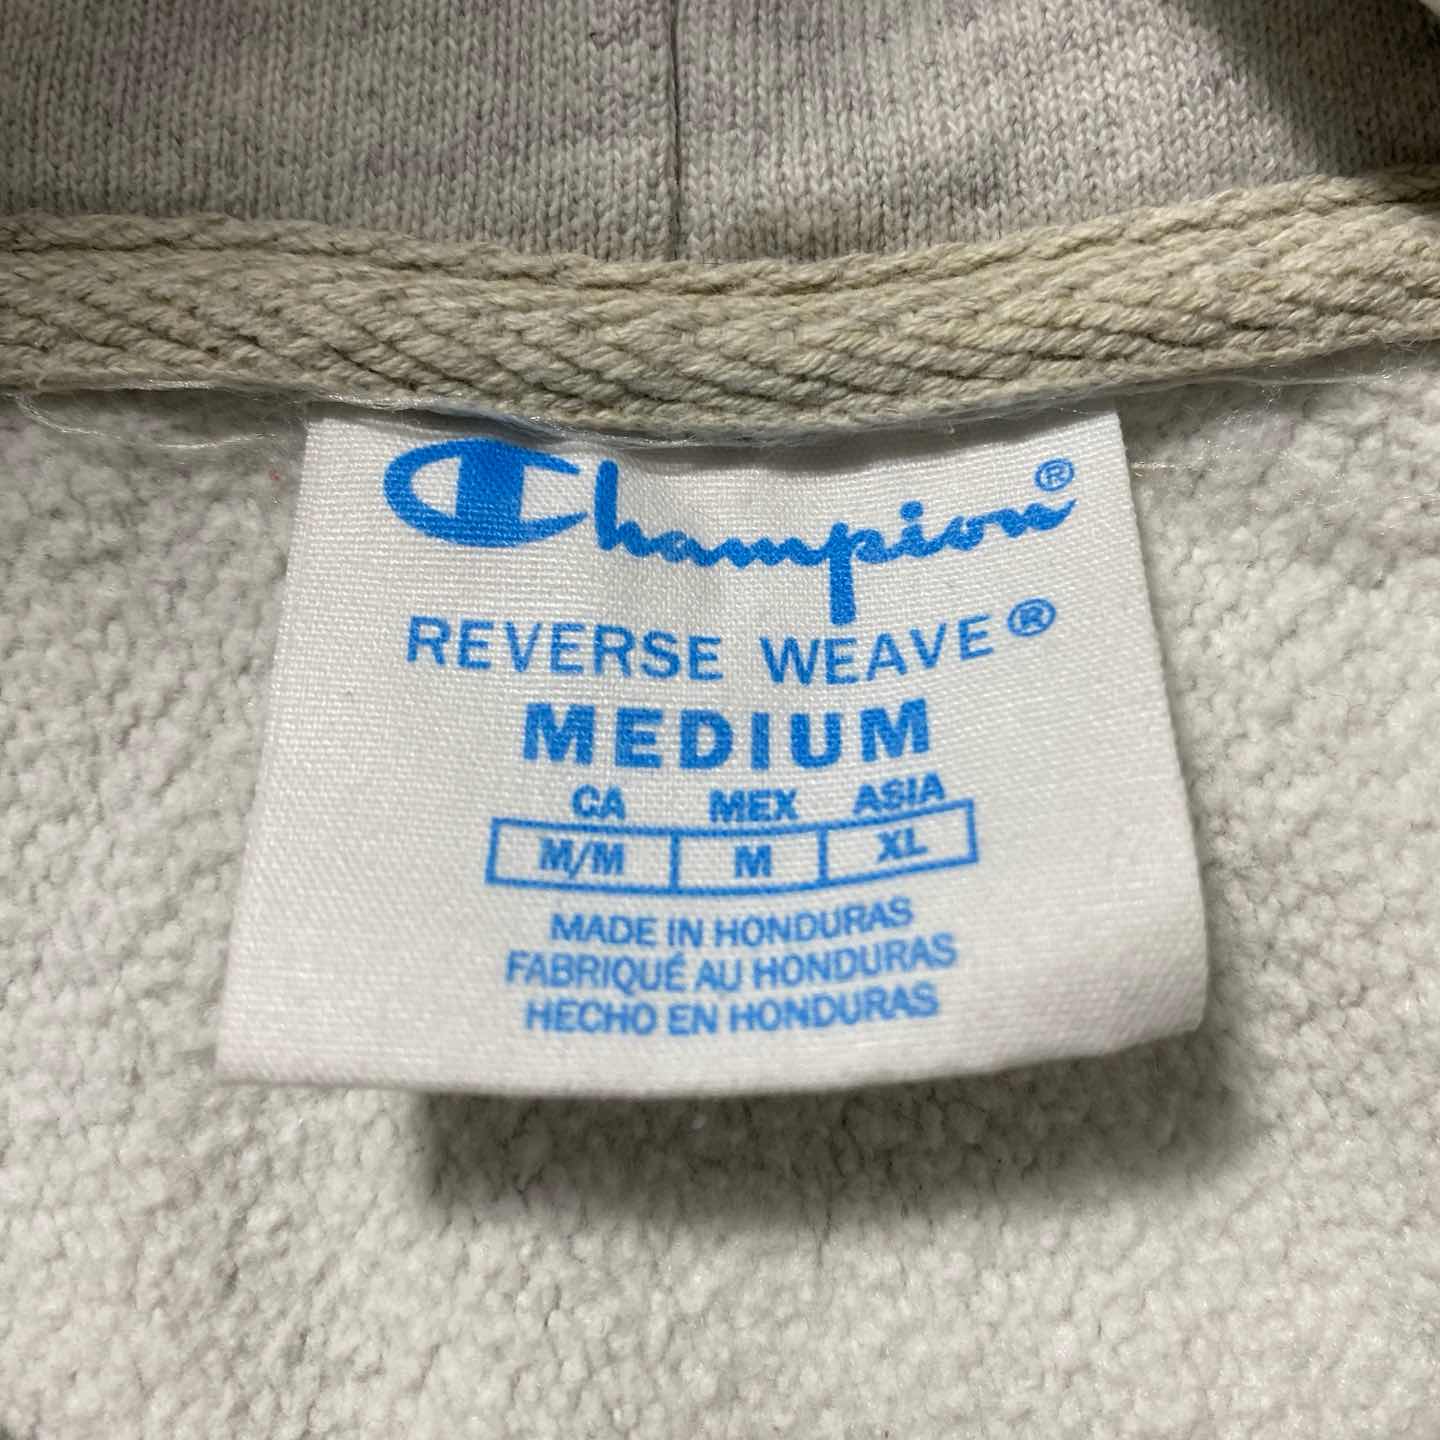 Champion®
REVERSE WEAVE®
MEDIUM
CA MEX ASIA
M/M M XL
MADE IN HONDURAS
FABRIQUÉ AU HONDURAS
HECHO EN HONDURAS